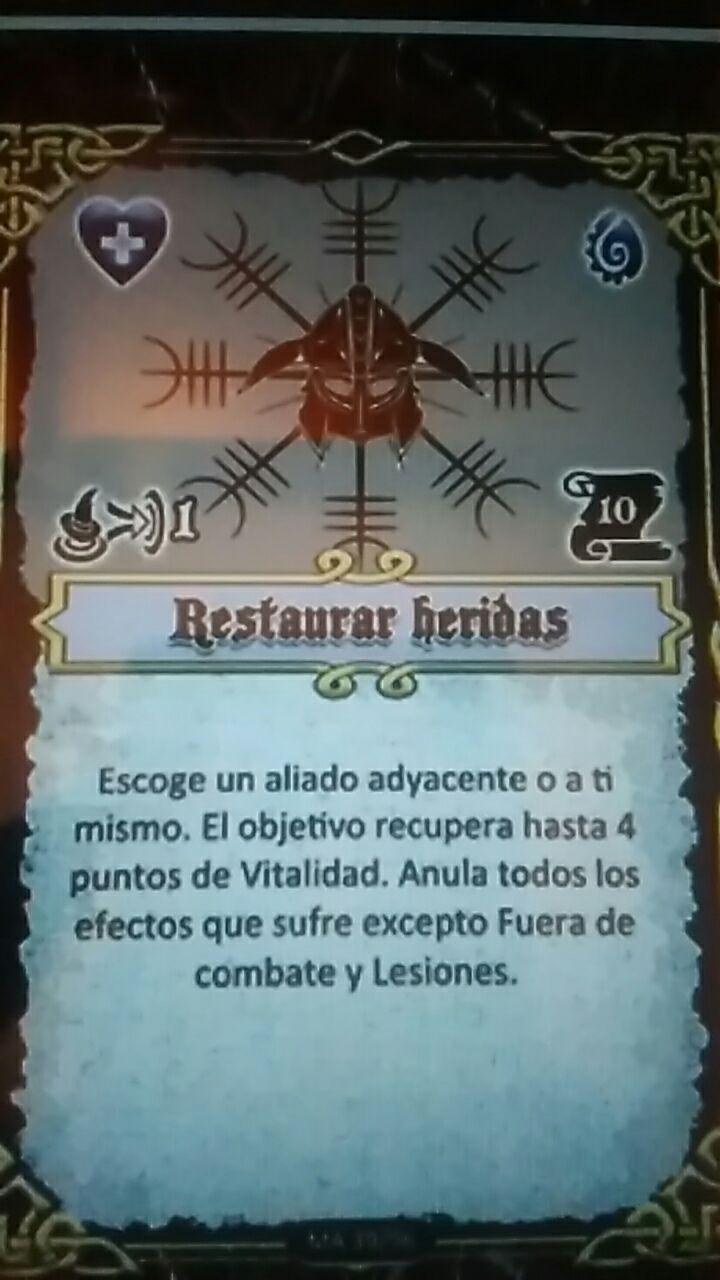 1
10
Restaurar heridas
Escoge un aliado adyacente o a ti
mismo. El objetivo recupera hasta 4
puntos de Vitalidad. Anula todos los
efectos que sufre excepto Fuera de
combate y Lesiones.